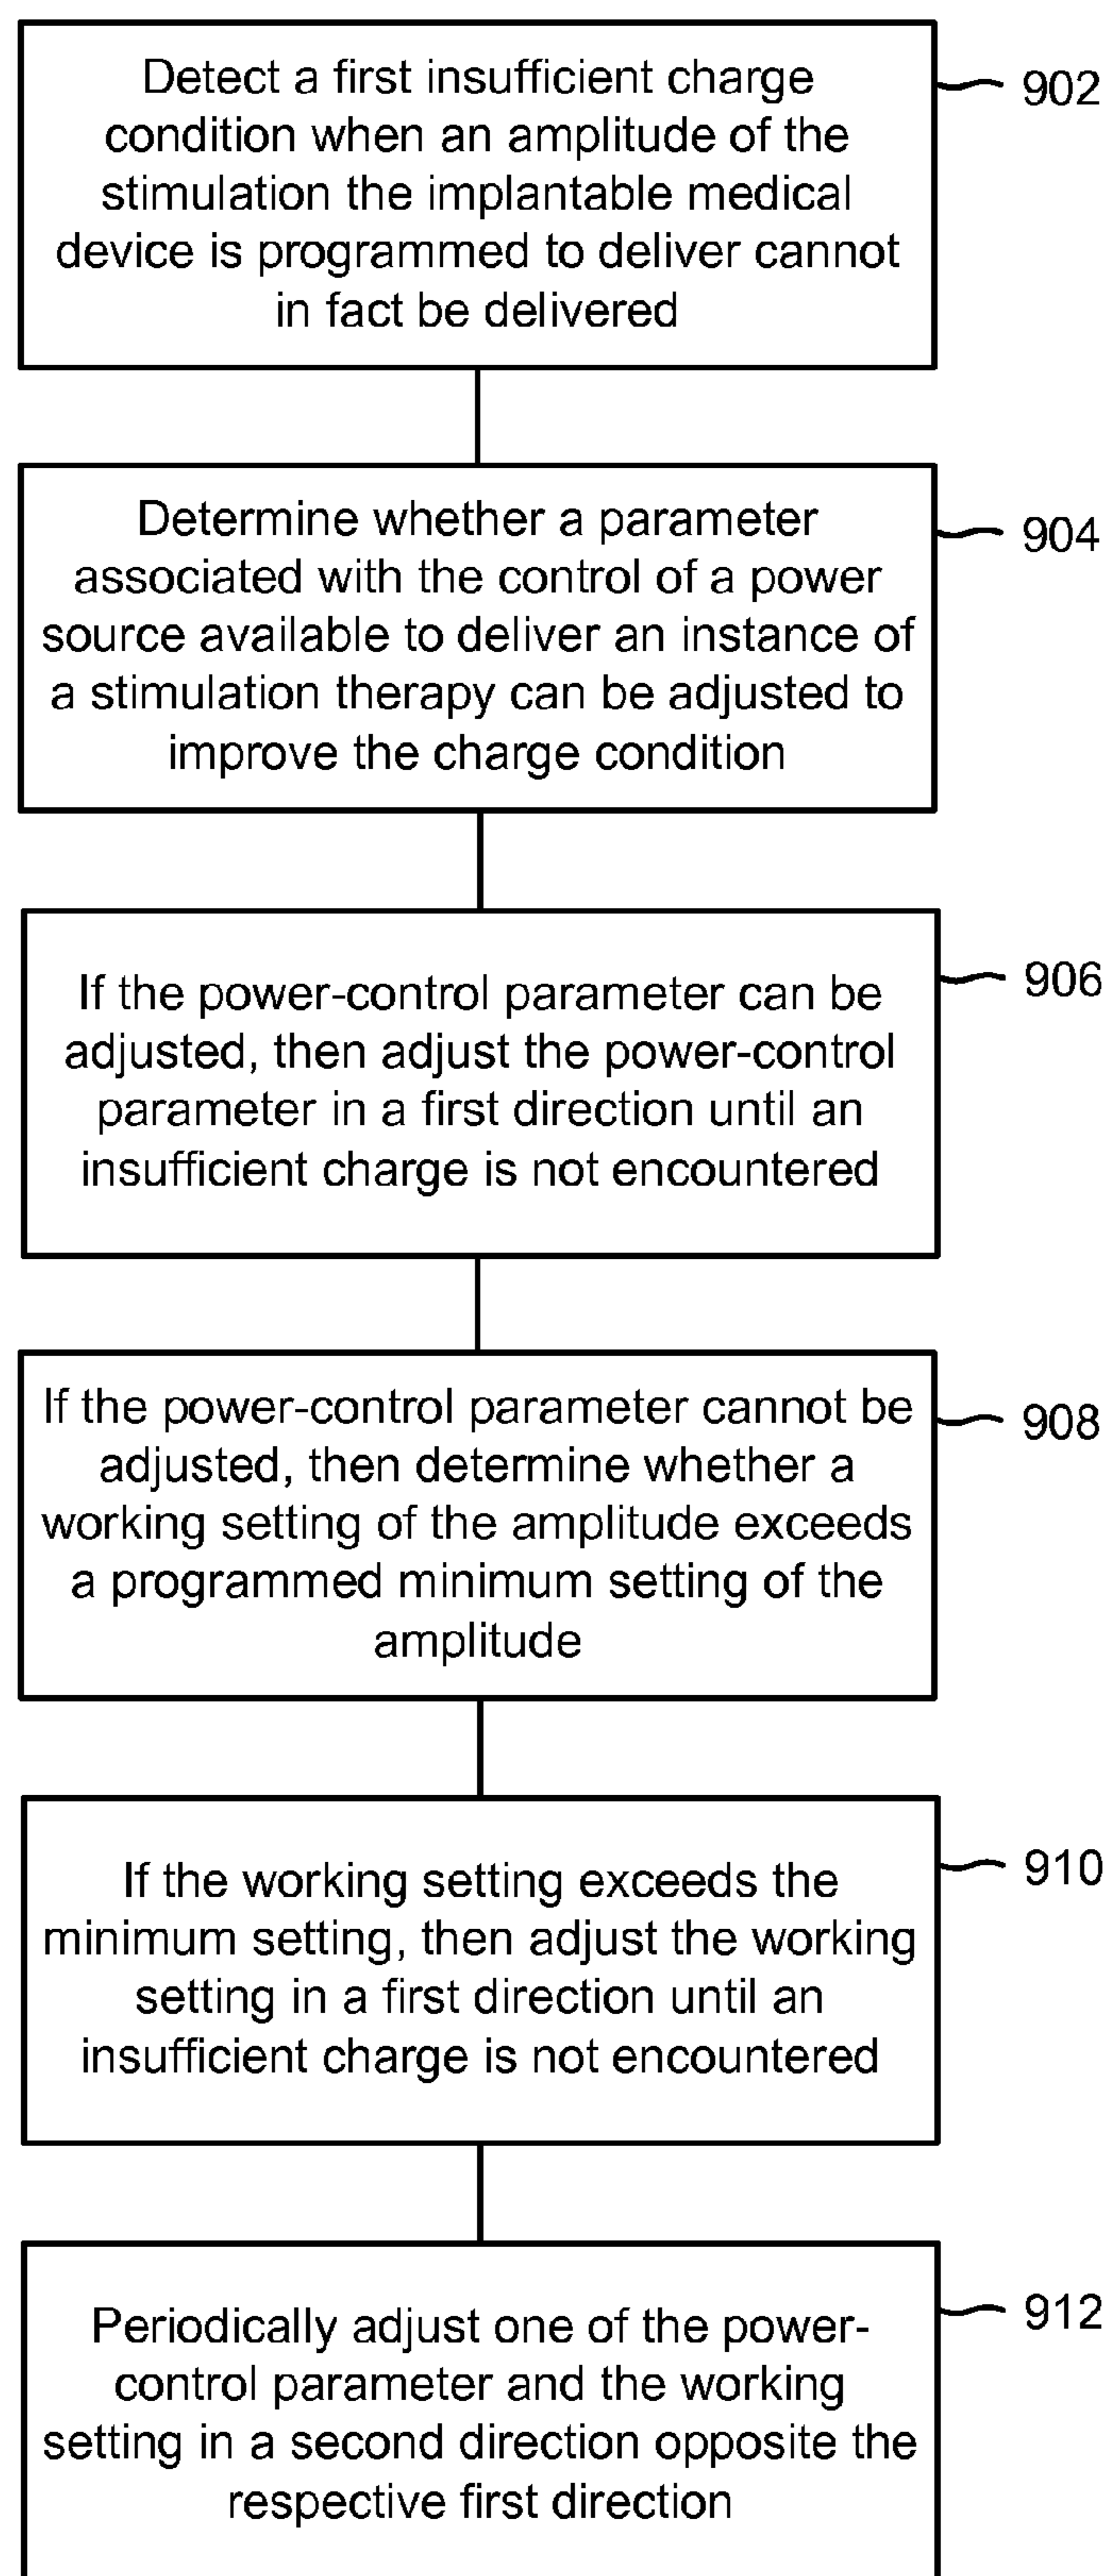 Detect a first insufficient charge
condition when an amplitude of the
stimulation the implantable medical
device is programmed to deliver cannot
in fact be delivered
902
Determine whether a parameter
associated with the control of a power
source available to deliver an instance of
a stimulation therapy can be adjusted to
improve the charge condition
904
If the power-control parameter can be
adjusted, then adjust the power-control
parameter in a first direction until an
insufficient charge is not encountered
906
If the power-control parameter cannot be
adjusted, then determine whether a
working setting of the amplitude exceeds
a programmed minimum setting of the
amplitude
908
If the working setting exceeds the
minimum setting, then adjust the working
setting in a first direction until an
insufficient charge is not encountered
910
Periodically adjust one of the power-
control parameter and the working
setting in a second direction opposite the
respective first direction
912